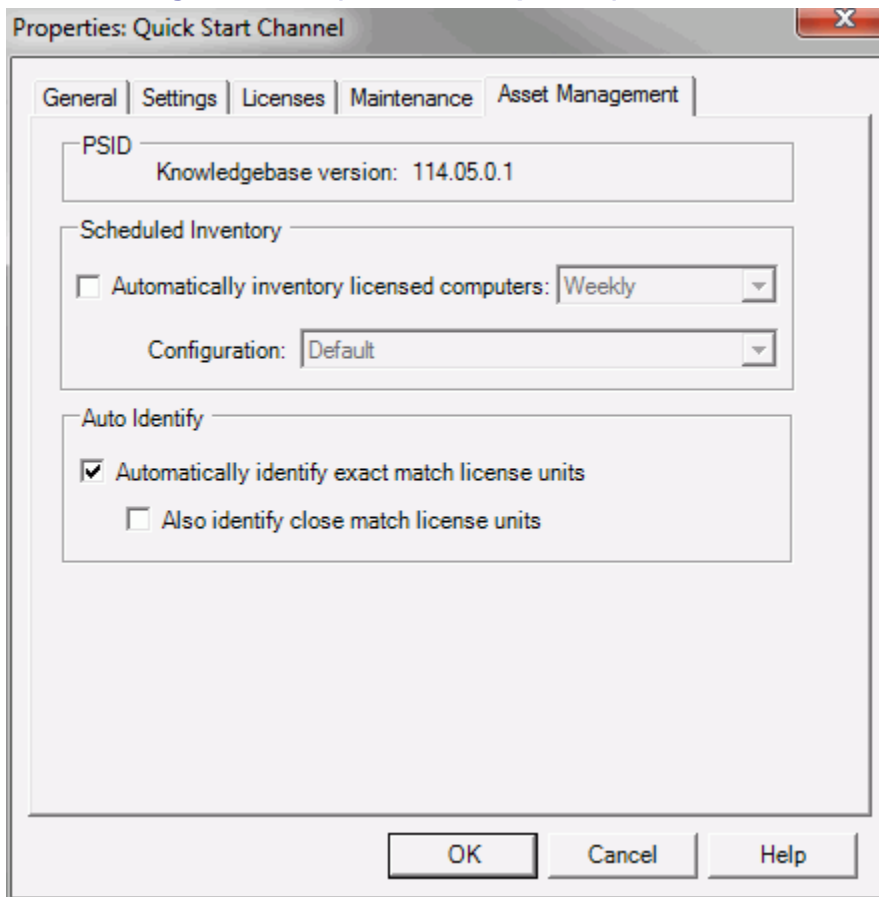 Properties: Quick Start Channel
X
General Settings Licenses Maintenance Asset Management
PSID
Knowledgebase version: 114.05.0.1
Scheduled Inventory
Automatically inventory licensed computers: Weekly
Configuration: Default
Auto Identify
Automatically identify exact match license units
Also identify close match license units
OK Cancel Help